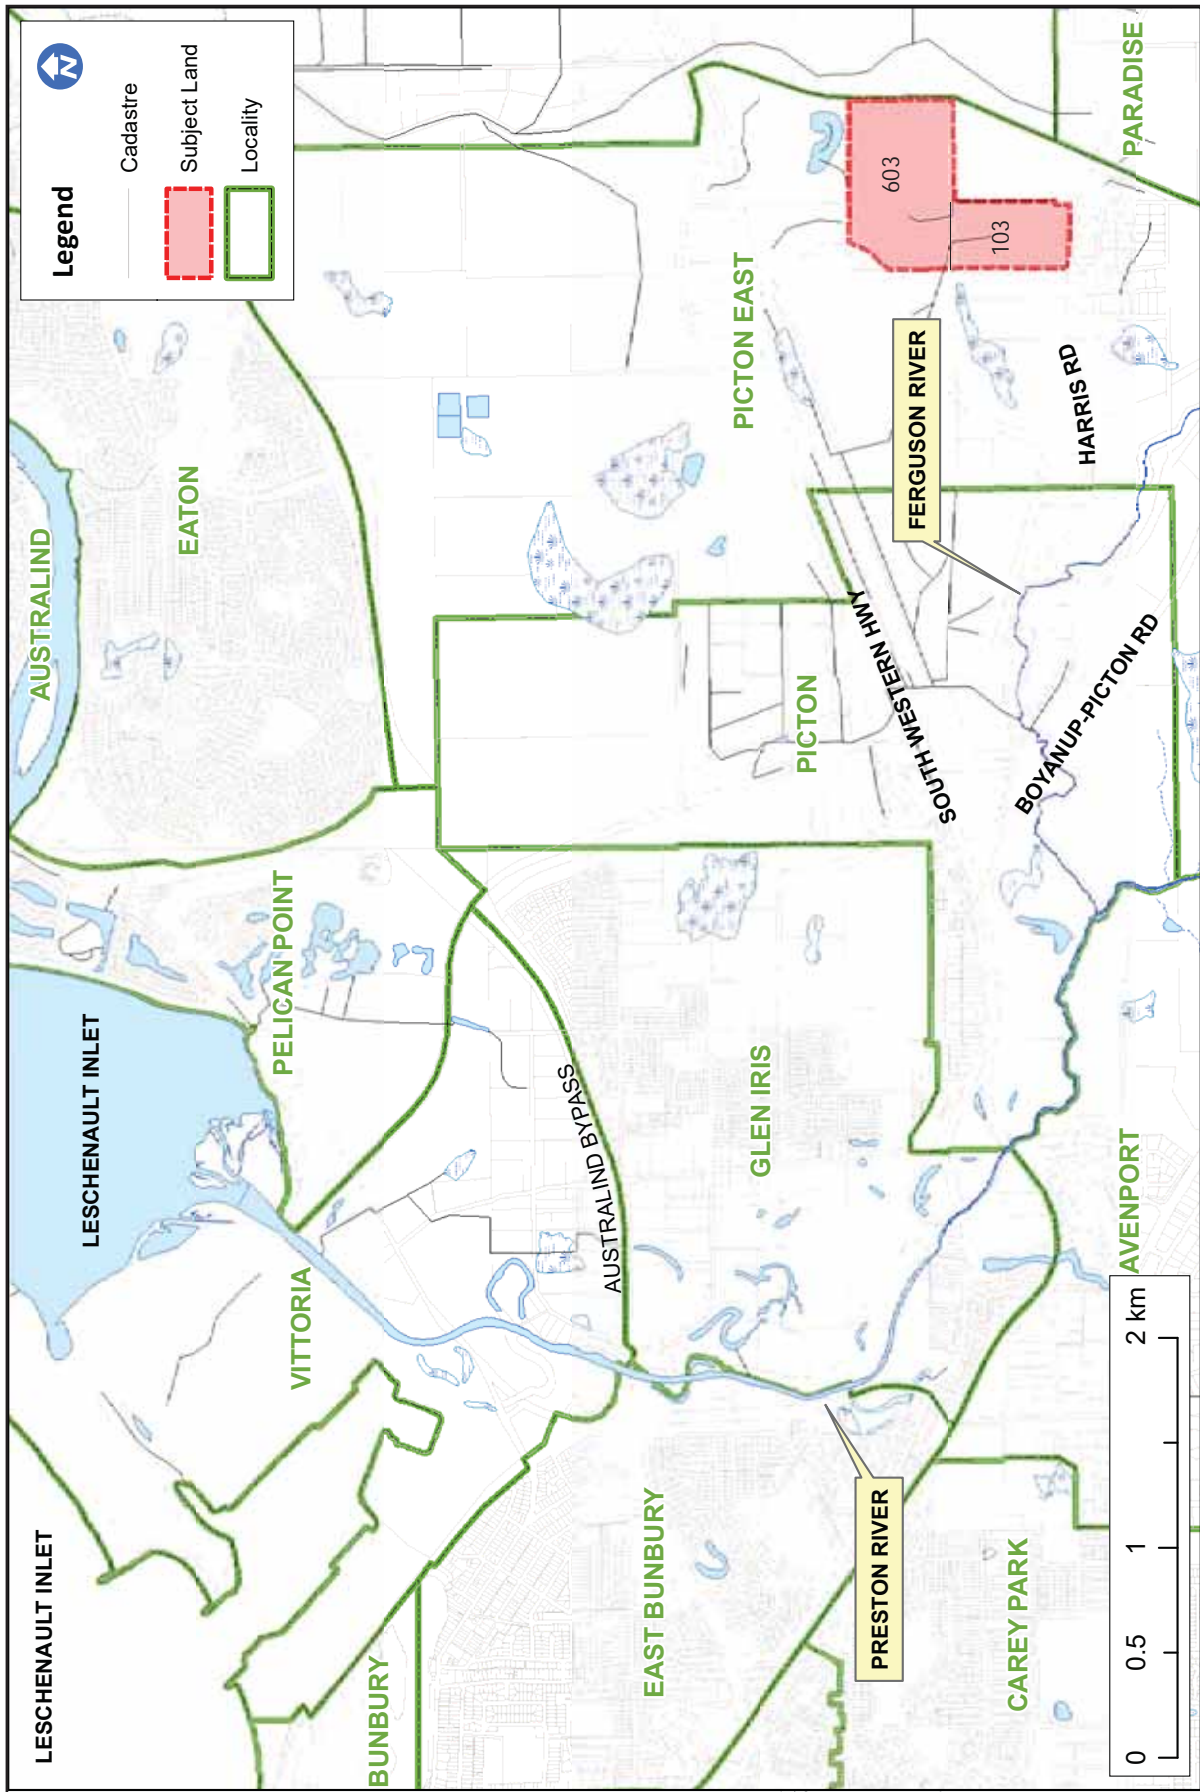 LESCHENAULT INLET
LESCHENAULT INLET
AUSTRALIND
Legend
N
Cadastre
Subject Land
Locality
EATON
PELICAN POINT
VITTORIA
BUNBURY
AUSTRALIND BYPASS
EAST BUNBURY
GLEN IRIS
PICTON
PICTON EAST
SOUTH WESTERN HWY
603
103
FERGUSON RIVER
PRESTON RIVER
BOYANUP-PICTON RD
HARRIS RD
CAREY PARK
AVENPORT
PARADISE
0 0.5 1 2 km